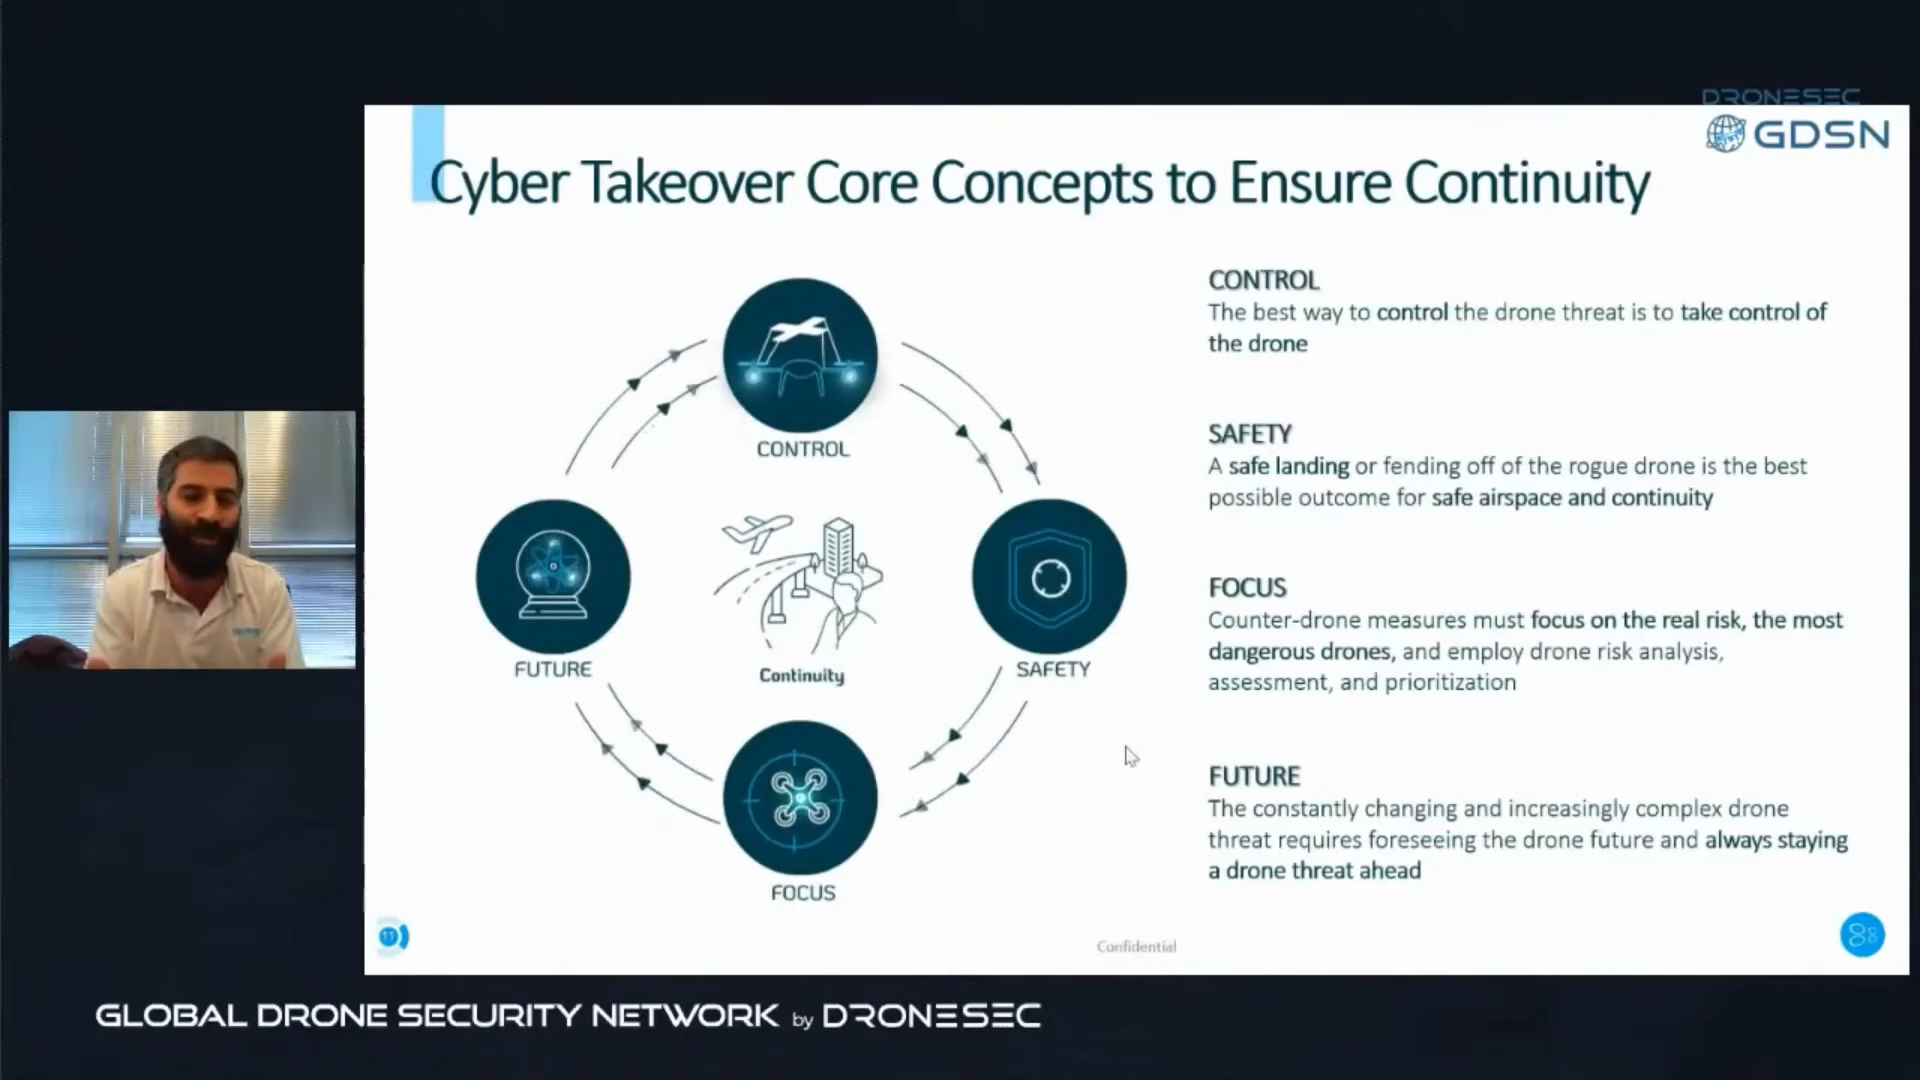 DRONESEC
GDSN
Cyber Takeover Core Concepts to Ensure Continuity
CONTROL
SAFETY
FOCUS
FUTURE
Continuity
CONTROL
The best way to control the drone threat is to take control of
the drone
SAFETY
A safe landing or fending off of the rogue drone is the best
possible outcome for safe airspace and continuity
FOCUS
Counter-drone measures must focus on the real risk, the most
dangerous drones, and employ drone risk analysis,
assessment, and prioritization
FUTURE
The constantly changing and increasingly complex drone
threat requires foreseeing the drone future and always staying
a drone threat ahead
11
Confidential
GLOBAL DRONE SECURITY NETWORK by DRONESEC